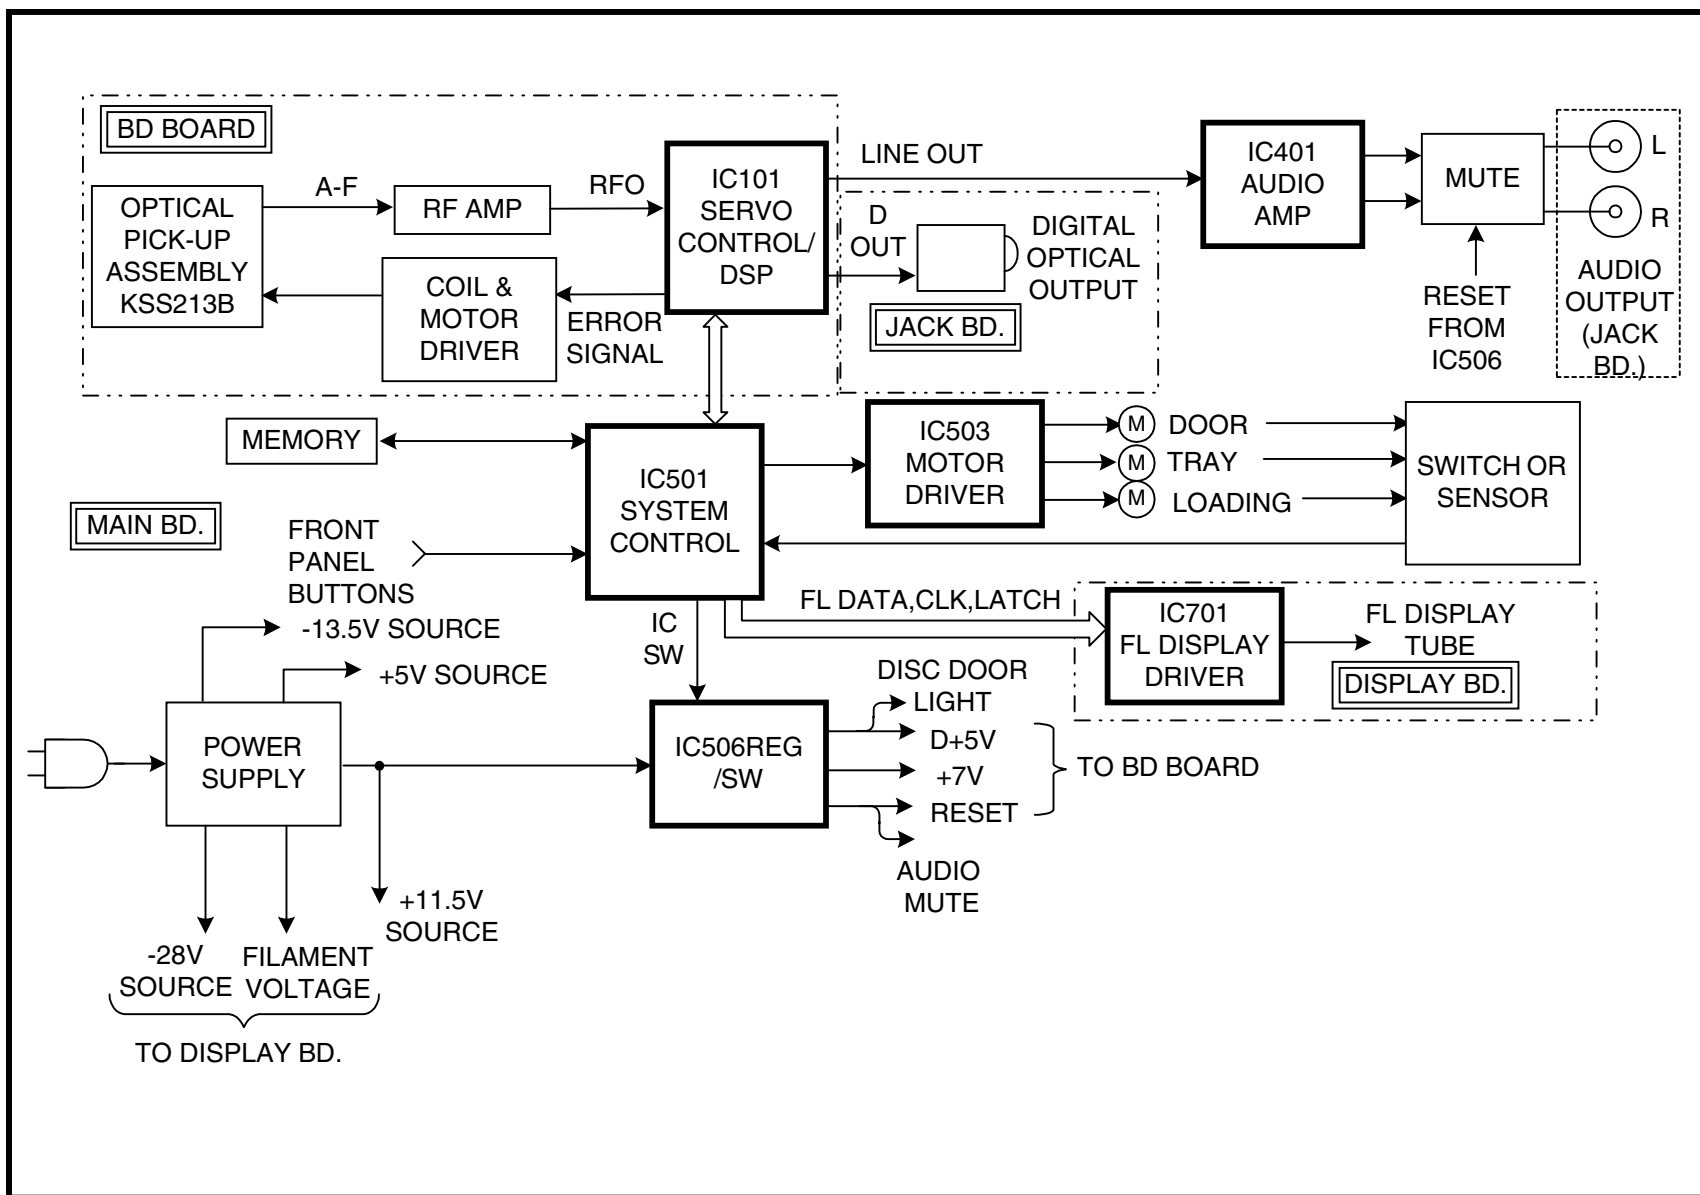 BD BOARD
OPTICAL
PICK-UP
ASSEMBLY
KSS213B
A-F
RF AMP
RFO
COIL &
MOTOR
DRIVER
ERROR
SIGNAL
IC101
SERVO
CONTROL/
DSP
LINE OUT
D
OUT
DIGITAL
OPTICAL
OUTPUT
JACK BD.
IC401
AUDIO
AMP
MUTE
RESET
FROM
IC506
L
R
AUDIO
OUTPUT
(JACK
BD.)
MEMORY
MAIN BD.
FRONT
PANEL
BUTTONS
IC501
SYSTEM
CONTROL
IC503
MOTOR
DRIVER
M
DOOR
M
TRAY
M
LOADING
SWITCH OR
SENSOR
FL DATA,CLK,LATCH
IC
SW
IC701
FL DISPLAY
DRIVER
FL DISPLAY
TUBE
DISPLAY BD.
-13.5V SOURCE
+5V SOURCE
POWER
SUPPLY
IC506REG
/SW
DISC DOOR
LIGHT
D+5V
+7V
RESET
TO BD BOARD
AUDIO
MUTE
+11.5V
SOURCE
-28V
SOURCE
FILAMENT
VOLTAGE
TO DISPLAY BD.